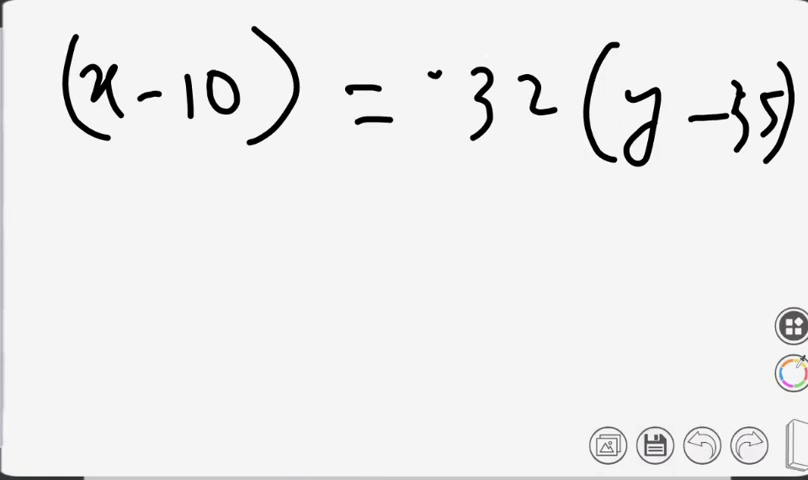 (x-10) = 32(y-35)